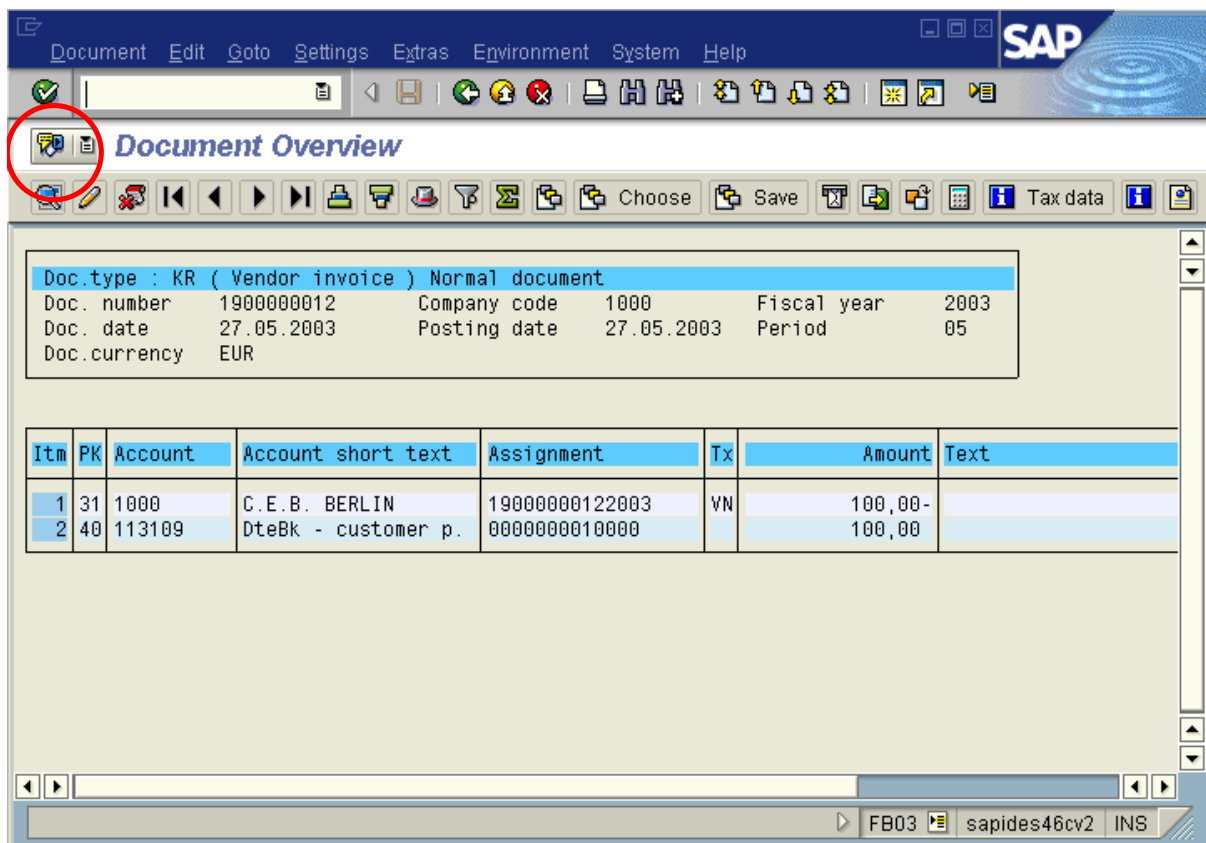 Document Edit Goto Settings Extras Environment System Help
SAP
Document Overview
Choose Save Tax data
Doc.type : KR ( Vendor invoice ) Normal document
Doc. number 1900000012 Company code 1000 Fiscal year 2003
Doc. date 27.05.2003 Posting date 27.05.2003 Period 05
Doc.currency EUR
Itm PK Account Account short text Assignment Tx Amount Text
1 31 1000 C.E.B. BERLIN 19000000122003 VN 100,00-
2 40 113109 DteBk - customer p. 0000000010000 100,00
FB03 sapides46cv2 INS